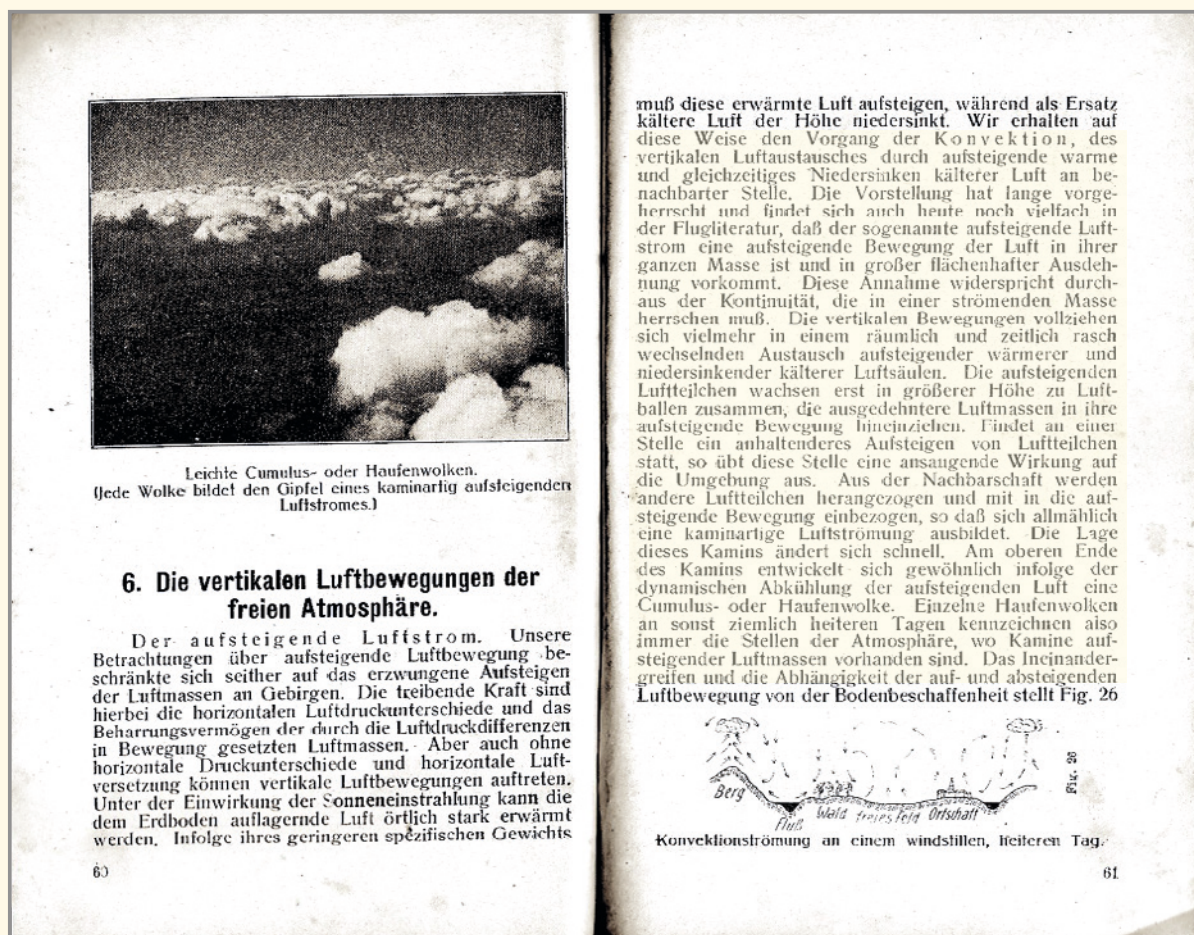 Leichte Cumulus- oder Haufenwolken.
(Jede Wolke bildet den Gipfel eines kaminartig aufsteigenden
Luftstromes.)
6. Die vertikalen Luftbewegungen der
freien Atmosphäre.
Der aufsteigende Luftstrom. Unsere
Betrachtungen über aufsteigende Luftbewegung be-
schränkte sich seither auf das erzwungene Aufsteigen
der Luftmassen an Gebirgen. Die treibende Kraft sind
hierbei die horizontalen Luftdruckunterschiede und das
Beharrungsvermögen der durch die Luftdruckdifferenzen
in Bewegung gesetzten Luftmassen. Aber auch ohne
horizontale Druckunterschiede und horizontale Luft-
versetzung können vertikale Luftbewegungen auftreten.
Unter der Einwirkung der Sonneneinstrahlung kann die
dem Erdboden auflagernde Luft örtlich stark erwärmt
werden. Infolge ihres geringeren spezifischen Gewichts
60
muß diese erwärmte Luft aufsteigen, während als Ersatz
kältere Luft der Höhe niedersinkt. Wir erhalten auf
diese Weise den Vorgang der Konvektion, des
vertikalen Luftaustausches durch aufsteigende warme
und gleichzeitiges Niedersinken kälterer Luft an be-
nachbarter Stelle. Die Vorstellung hat lange vorge-
herrscht und findet sich auch heute noch vielfach in
der Flugliteratur, daß der sogenannte aufsteigende Luft-
strom eine aufsteigende Bewegung der Luft in ihrer
ganzen Masse ist und in großer flächenhafter Ausdeh-
nung vorkommt. Diese Annahme widerspricht durch-
aus der Kontinuität, die in einer strömenden Masse
herrschen muß. Die vertikalen Bewegungen vollziehen
sich vielmehr in einem räumlich und zeitlich rasch
wechselnden Austausch aufsteigender wärmerer und
niedersinkender kälterer Luftsäulen. Die aufsteigenden
Luftteilchen wachsen erst in größerer Höhe zu Luft-
ballen zusammen, die ausgedehntere Luftmassen in ihre
aufsteigende Bewegung hineinziehen. Findet an einer
Stelle ein anhaltenderes Aufsteigen von Luftteilchen
statt, so übt diese Stelle eine ansaugende Wirkung auf
die Umgebung aus. Aus der Nachbarschaft werden
andere Luftteilchen herangezogen und mit in die auf-
steigende Bewegung einbezogen, so daß sich allmählich
eine kaminartige Luftströmung ausbildet. Die Lage
dieses Kamins ändert sich schnell. Am oberen Ende
des Kamins entwickelt sich gewöhnlich infolge der
dynamischen Abkühlung der aufsteigenden Luft eine
Cumulus- oder Haufenwolke. Einzelne Haufenwolken
an sonst ziemlich heiteren Tagen kennzeichnen also
immer die Stellen der Atmosphäre, wo Kamine auf-
steigender Luftmassen vorhanden sind. Das Ineinander-
greifen und die Abhängigkeit der auf- und absteigenden
Luftbewegung von der Bodenbeschaffenheit stellt Fig. 26
Berg
Fluß
Wald
freies Feld
Ortschaft
Fig. 26
Konvektionströmung an einem windstillen, heiteren Tag.
61